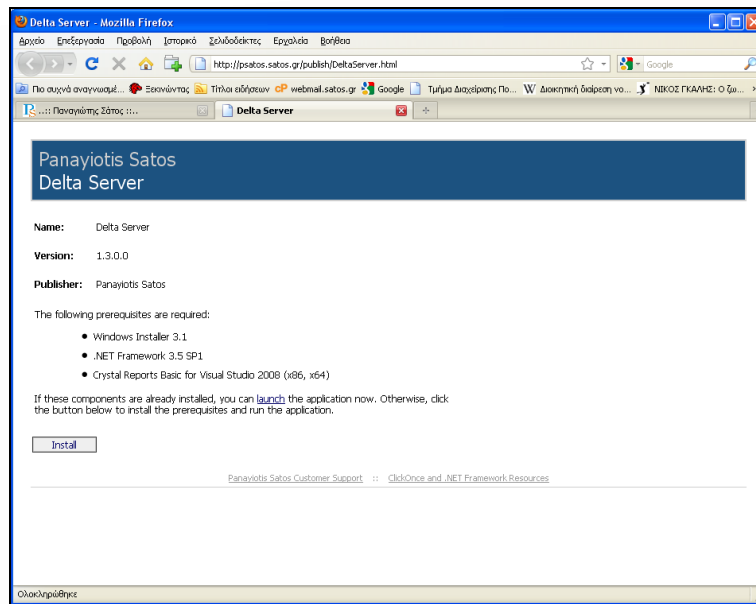 Delta Server - Mozilla Firefox
Αρχείο Επεξεργασία Προβολή Ιστορικό Σελιδοδείκτες Εργαλεία Βοήθεια
http://psatos.satos.gr/publish/DeltaServer.html
Google
Πιο συχνά αναγνωσμέ... Ξεκινώντας Τίτλοι ειδήσεων cP webmail.satos.gr Google Τμήμα Διαχείρισης Πο... W Διοικητική διαίρεση νο... ΝΙΚΟΣ ΓΚΑΛΗΣ: Ο ζω... »
..:: Παναγιώτης Σάτος ::.. Delta Server
Panayiotis Satos
Delta Server
Name: Delta Server
Version: 1.3.0.0
Publisher: Panayiotis Satos
The following prerequisites are required:
• Windows Installer 3.1
• .NET Framework 3.5 SP1
• Crystal Reports Basic for Visual Studio 2008 (x86, x64)
If these components are already installed, you can launch the application now. Otherwise, click
the button below to install the prerequisites and run the application.
Install
Panayiotis Satos Customer Support :: ClickOnce and .NET Framework Resources
Ολοκληρώθηκε